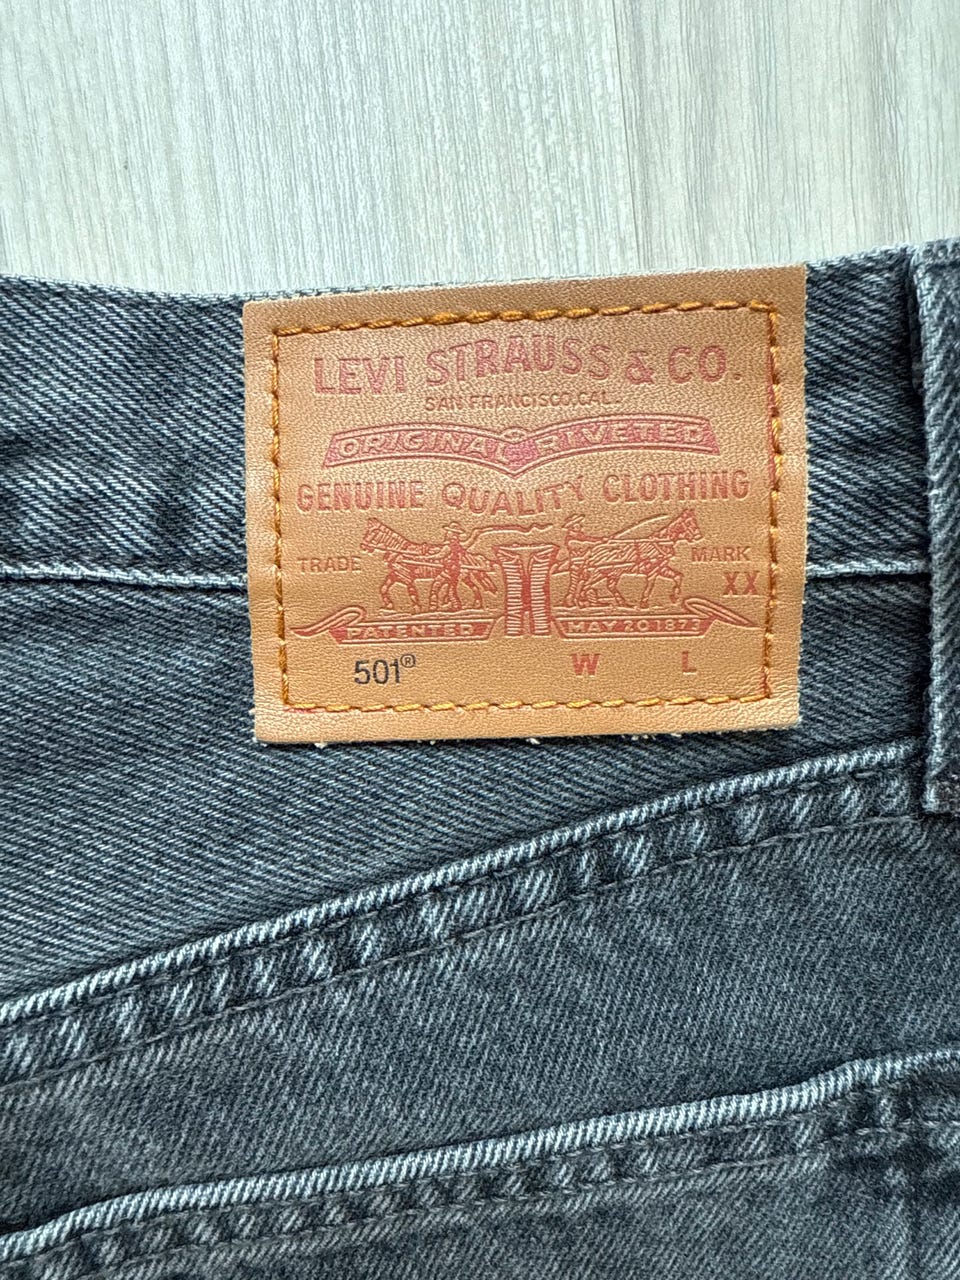 LEVI STRAUSS & CO.
SAN FRANCISCO,CAL.
ORIGINAL RIVETED
GENUINE QUALITY CLOTHING
TRADE MARK
XX
PATENTED MAY 20 1873
501® W L